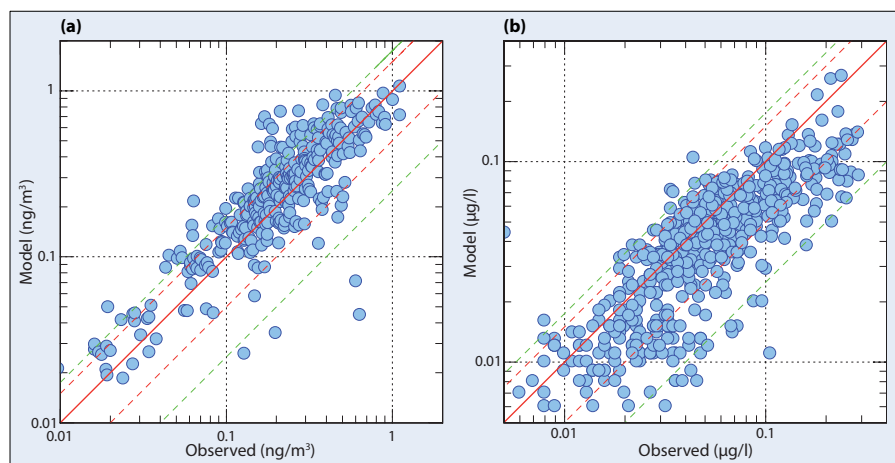 (a)
(b)
Model (ng/m³)
1
0.1
0.01
0.01
0.1
1
Observed (ng/m³)
Model (µg/l)
0.1
0.01
0.01
0.1
Observed (µg/l)